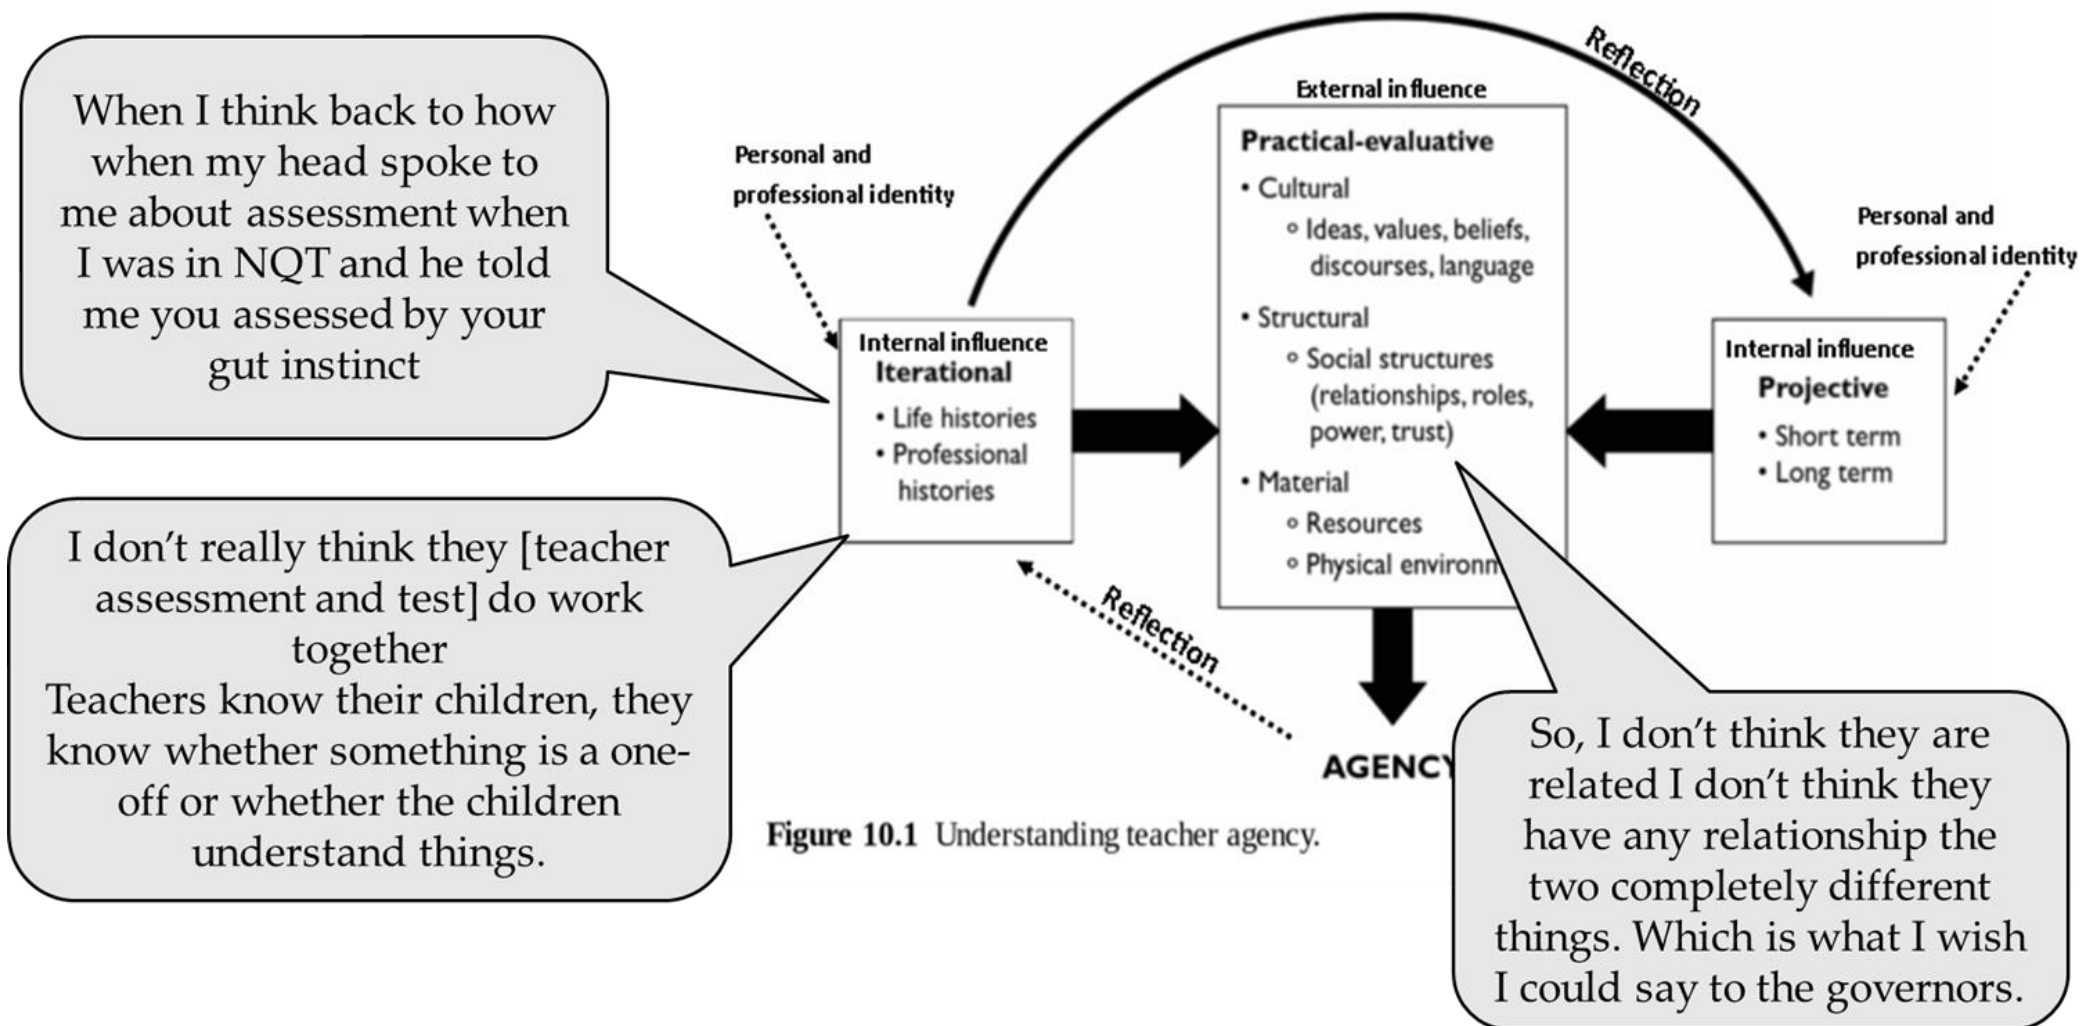 When I think back to how
when my head spoke to
me about assessment when
I was in NQT and he told
me you assessed by your
gut instinct
I don't really think they [teacher
assessment and test] do work
together
Teachers know their children, they
know whether something is a one-
off or whether the children
understand things.
Personal and
professional identity
Internal influence
Iterational
• Life histories
• Professional
histories
Reflection
External influence
Practical-evaluative
• Cultural
∘ Ideas, values, beliefs,
discourses, language
• Structural
∘ Social structures
(relationships, roles,
power, trust)
• Material
∘ Resources
∘ Physical
Personal and
professional identity
Internal influence
Projective
• Short term
• Long term
Reflection
AGENCY
So, I don't think they are
related I don't think they
have any relationship the
two completely different
things. Which is what I wish
I could say to the governors.
Figure 10.1 Understanding teacher agency.